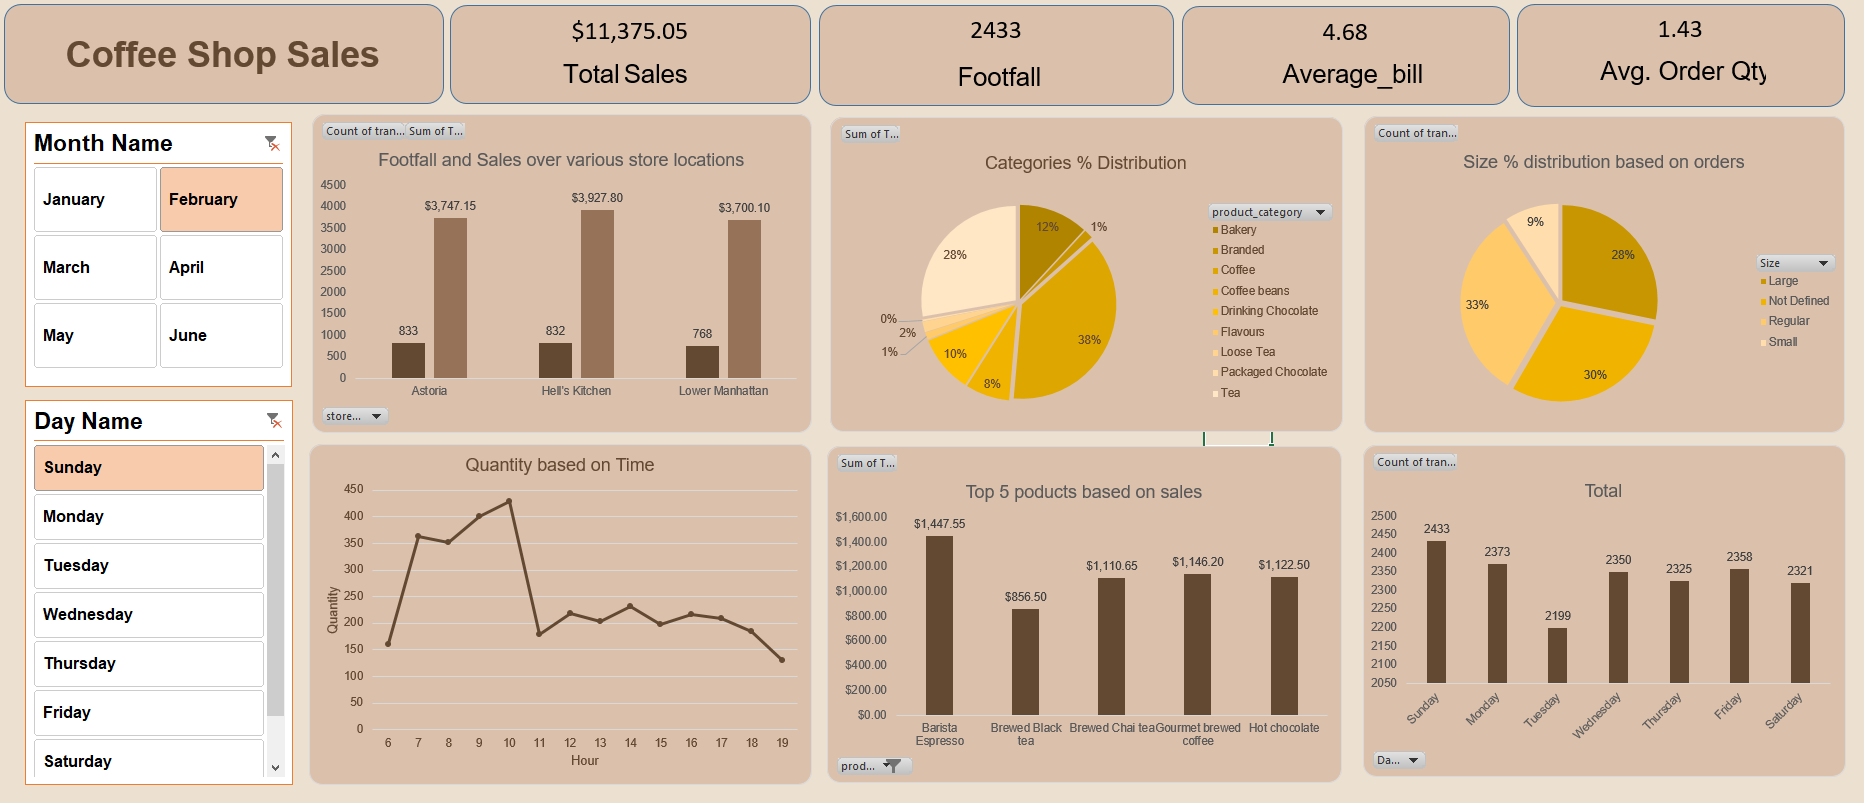 Coffee Shop Sales
$11,375.05
Total Sales
2433
Footfall
4.68
Average_bill
1.43
Avg. Order Qty
Month Name
January
February
March
April
May
June
Day Name
Sunday
Monday
Tuesday
Wednesday
Thursday
Friday
Saturday
Count of tran... Sum of T...
Footfall and Sales over various store locations
4500
4000
3500
3000
2500
2000
1500
1000
500
0
833
$3,747.15
832
$3,927.80
768
$3,700.10
Astoria
Hell's Kitchen
Lower Manhattan
store...
Sum of T...
Categories % Distribution
12%
1%
38%
8%
10%
1%
2%
0%
28%
product_category
Bakery
Branded
Coffee
Coffee beans
Drinking Chocolate
Flavours
Loose Tea
Packaged Chocolate
Tea
Count of tran...
Size % distribution based on orders
28%
30%
33%
9%
Size
Large
Not Defined
Regular
Small
Quantity based on Time
Quantity
450
400
350
300
250
200
150
100
50
0
6 7 8 9 10 11 12 13 14 15 16 17 18 19
Hour
Sum of T...
Top 5 poducts based on sales
$1,600.00
$1,400.00
$1,200.00
$1,000.00
$800.00
$600.00
$400.00
$200.00
$0.00
$1,447.55
$856.50
$1,110.65
$1,146.20
$1,122.50
Barista
Espresso
Brewed Black
tea
Brewed Chai tea
Gourmet brewed
coffee
Hot chocolate
prod...
Count of tran...
Total
2500
2450
2400
2350
2300
2250
2200
2150
2100
2050
2433
2373
2199
2350
2325
2358
2321
Sunday
Monday
Tuesday
Wednesday
Thursday
Friday
Saturday
Da...